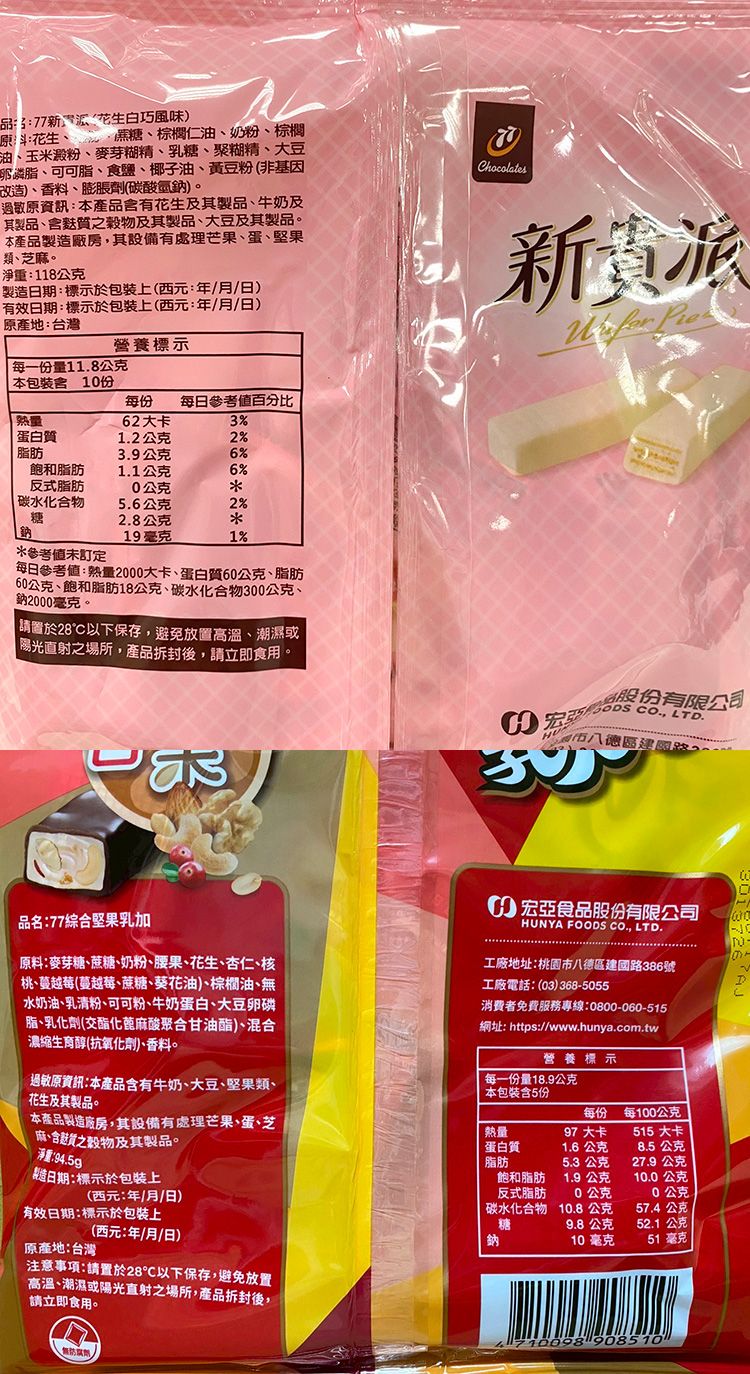 品名:77新貴派(花生白巧風味)
原料:花生、蔗糖、棕櫚仁油、奶粉、棕櫚
油、玉米澱粉、麥芽糊精、乳糖、聚糊精、大豆
卵磷脂、可可脂、食鹽、椰子油、黃豆粉(非基因
改造)、香料、膨脹劑(碳酸氫鈉)。
過敏原資訊:本產品含有花生及其製品、牛奶及
其製品、含麩質之穀物及其製品、大豆及其製品。
本產品製造廠房,其設備有處理芒果、蛋、堅果
類、芝麻。
淨重:118公克
製造日期:標示於包裝上(西元:年/月/日)
有效日期:標示於包裝上(西元:年/月/日)
原產地:台灣
營養標示
每一份量11.8公克
本包裝含 10份
每份 每日參考值百分比
熱量 62大卡 3%
蛋白質 1.2公克 2%
脂肪 3.9公克 6%
飽和脂肪 1.1公克 6%
反式脂肪 0公克 *
碳水化合物 5.6公克 2%
糖 2.8公克 *
鈉 19毫克 1%
*參考值未訂定
每日參考值:熱量2000大卡、蛋白質60公克、脂肪
60公克、飽和脂肪18公克、碳水化合物300公克、
鈉2000毫克。
請置於28℃以下保存,避免放置高溫、潮濕或
陽光直射之場所,產品拆封後,請立即食用。
77
Chocolates
新貴派
Wafer Pies
宏亞食品股份有限公司
HUNYA FOODS CO., LTD.
市八德區建國路
品名:77綜合堅果乳加
原料:麥芽糖、蔗糖、奶粉、腰果、花生、杏仁、核
桃、蔓越莓(蔓越莓、蔗糖、葵花油)、棕櫚油、無
水奶油、乳清粉、可可粉、牛奶蛋白、大豆卵磷
脂、乳化劑(交酯化蓖麻酸聚合甘油酯)、混合
濃縮生育醇(抗氧化劑)、香料。
過敏原資訊:本產品含有牛奶、大豆、堅果類、
花生及其製品。
本產品製造廠房,其設備有處理芒果、蛋、芝
麻、含麩質之穀物及其製品。
淨重:94.5g
製造日期:標示於包裝上
(西元:年/月/日)
有效日期:標示於包裝上
(西元:年/月/日)
原產地:台灣
注意事項:請置於28℃以下保存,避免放置
高溫、潮濕或陽光直射之場所,產品拆封後,
請立即食用。
無防腐劑
宏亞食品股份有限公司
HUNYA FOODS CO., LTD.
工廠地址:桃園市八德區建國路386號
工廠電話:(03)368-5055
消費者免費服務專線:0800-060-515
網址: https://www.hunya.com.tw
營養標示
每一份量18.9公克
本包裝含5份
每份 每100公克
熱量 97 大卡 515 大卡
蛋白質 1.6 公克 8.5 公克
脂肪 5.3 公克 27.9 公克
飽和脂肪 1.9 公克 10.0 公克
反式脂肪 0 公克 0 公克
碳水化合物 10.8 公克 57.4 公克
糖 9.8 公克 52.1 公克
鈉 10 毫克 51 毫克
4 710098 908510